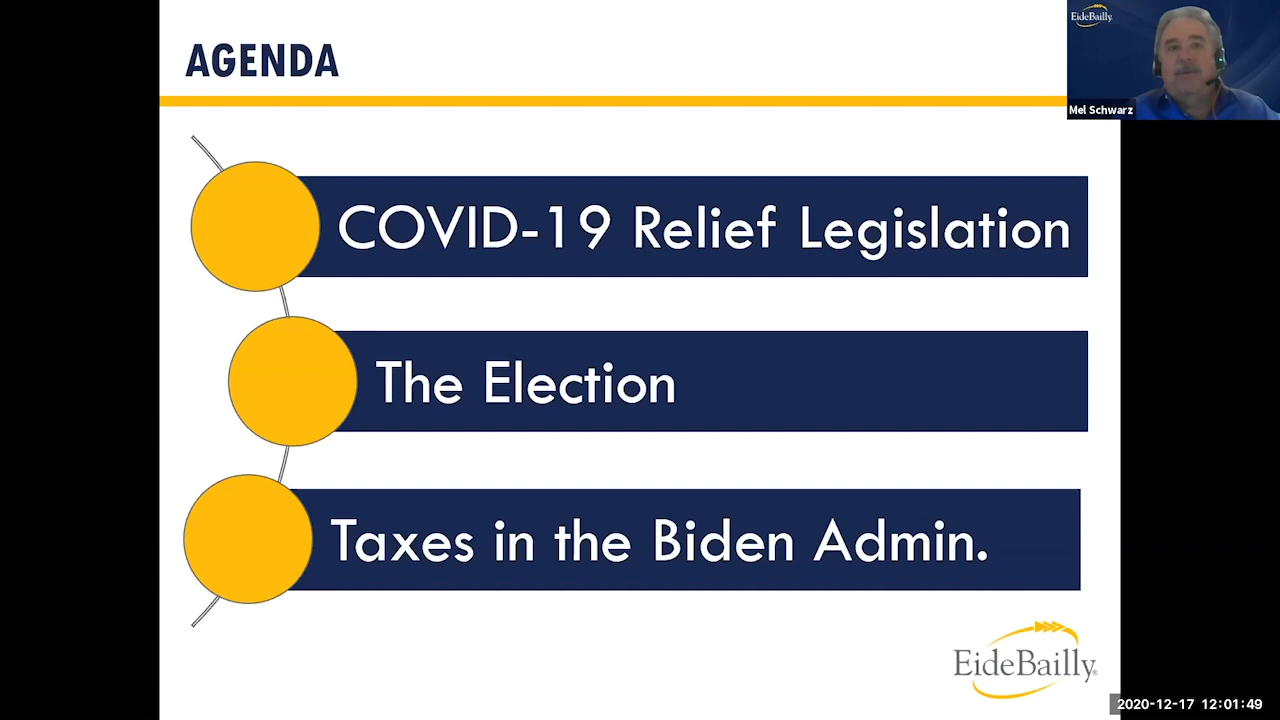 AGENDA
EideBailly.
Mel Schwarz
COVID-19 Relief Legislation
The Election
Taxes in the Biden Admin.
EideBailly®
2020-12-17 12:01:49